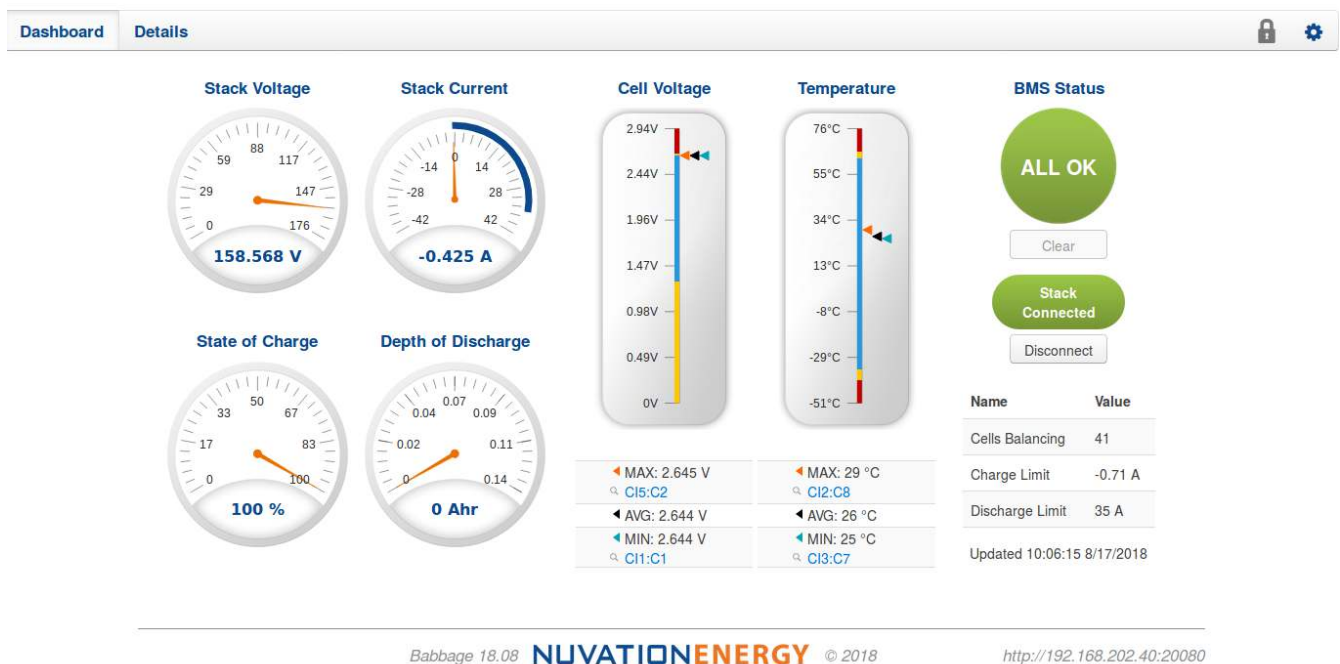 Dashboard Details
Stack Voltage
0 29 59 88 117 147 176
158.568 V
Stack Current
-42 -28 -14 0 14 28 42
-0.425 A
State of Charge
0 17 33 50 67 83 100
100 %
Depth of Discharge
0 0.02 0.04 0.07 0.09 0.11 0.14
0 Ahr
Cell Voltage
2.94V
2.44V
1.96V
1.47V
0.98V
0.49V
0V
MAX: 2.645 V
CI5:C2
AVG: 2.644 V
MIN: 2.644 V
CI1:C1
Temperature
76°C
55°C
34°C
13°C
-8°C
-29°C
-51°C
MAX: 29 °C
CI2:C8
AVG: 26 °C
MIN: 25 °C
CI3:C7
BMS Status
ALL OK
Clear
Stack
Connected
Disconnect
Name Value
Cells Balancing 41
Charge Limit -0.71 A
Discharge Limit 35 A
Updated 10:06:15 8/17/2018
Babbage 18.08 NUVATIONENERGY © 2018 http://192.168.202.40:20080